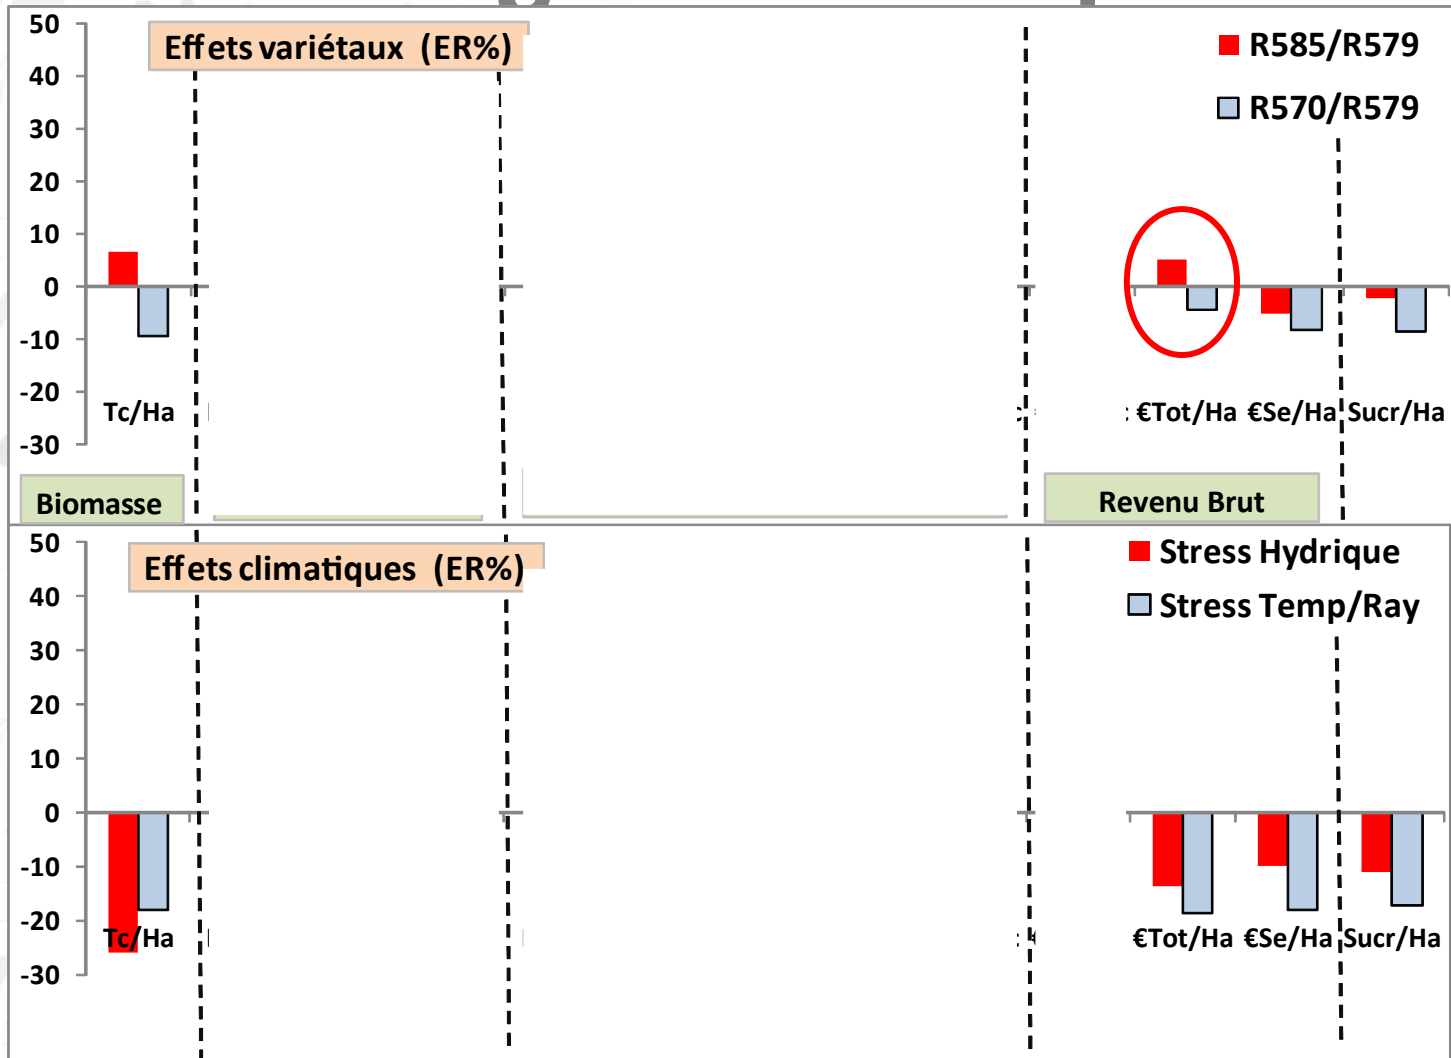 Effets variétaux (ER%)
R585/R579
R570/R579
50
40
30
20
10
0
-10
-20
-30
Tc/Ha
€Tot/Ha
€Se/Ha
Sucr/Ha
Biomasse
Revenu Brut
Effets climatiques (ER%)
Stress Hydrique
Stress Temp/Ray
50
40
30
20
10
0
-10
-20
-30
Tc/Ha
€Tot/Ha
€Se/Ha
Sucr/Ha